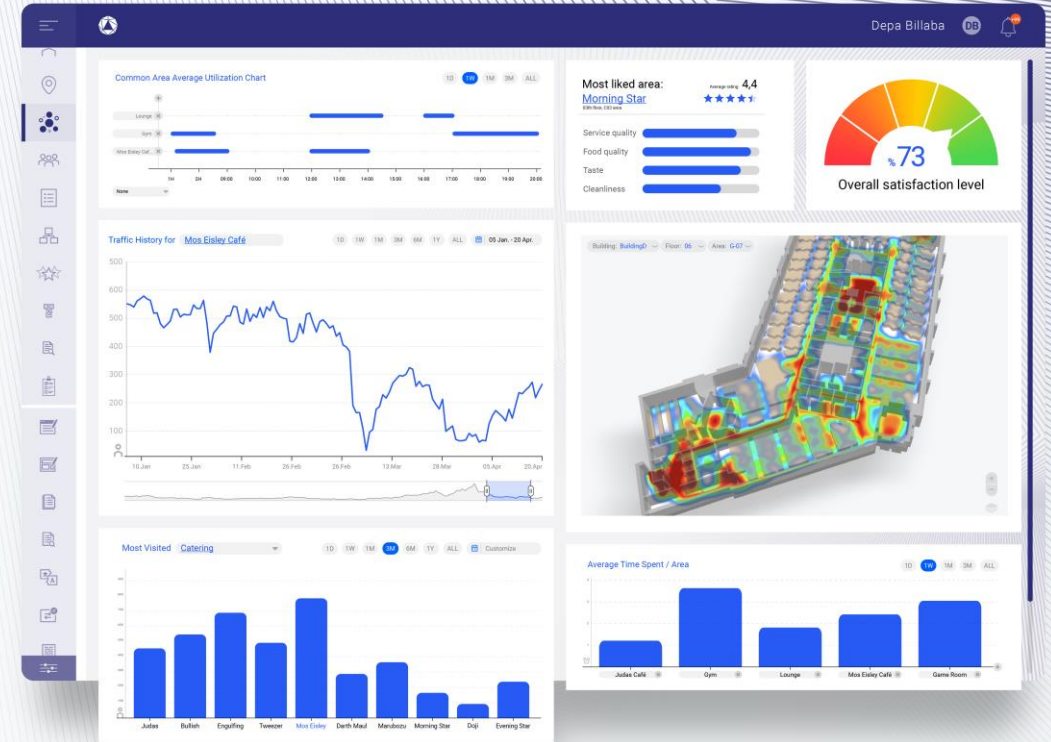 Depa Billaba
DB
Common Area Average Utilization Chart
1D 1W 1M 3M ALL
Lounge
Gym
Mos Eisley Caf...
09:00 10:00 11:00 12:00 13:00 14:00 15:00 16:00 17:00 18:00 19:00 20:00
None
Most liked area:
Morning Star
Average rating 4,4
Service quality
Food quality
Taste
Cleanliness
% 73
Overall satisfaction level
Traffic History for Mos Eisley Café
1D 1W 1M 3M 6M 1Y ALL 05 Jan. - 20 Apr.
500
600
500
400
300
200
100
10.Jan 25.Jan 11.Feb 26.Feb 26.Feb 13.Mar 28.Mar 05.Apr 20.Apr
Building: BuildingD Floor: 06 Area: G-07
Most Visited Catering
1D 1W 1M 3M 6M 1Y ALL Customize
Judas Bullish Engulfing Tweezer Mos Eisley Darth Maul Marubozu Morning Star Doji Evening Star
Average Time Spent / Area
1D 1W 1M 3M ALL
Judas Café Gym Lounge Mos Eisley Café Game Room